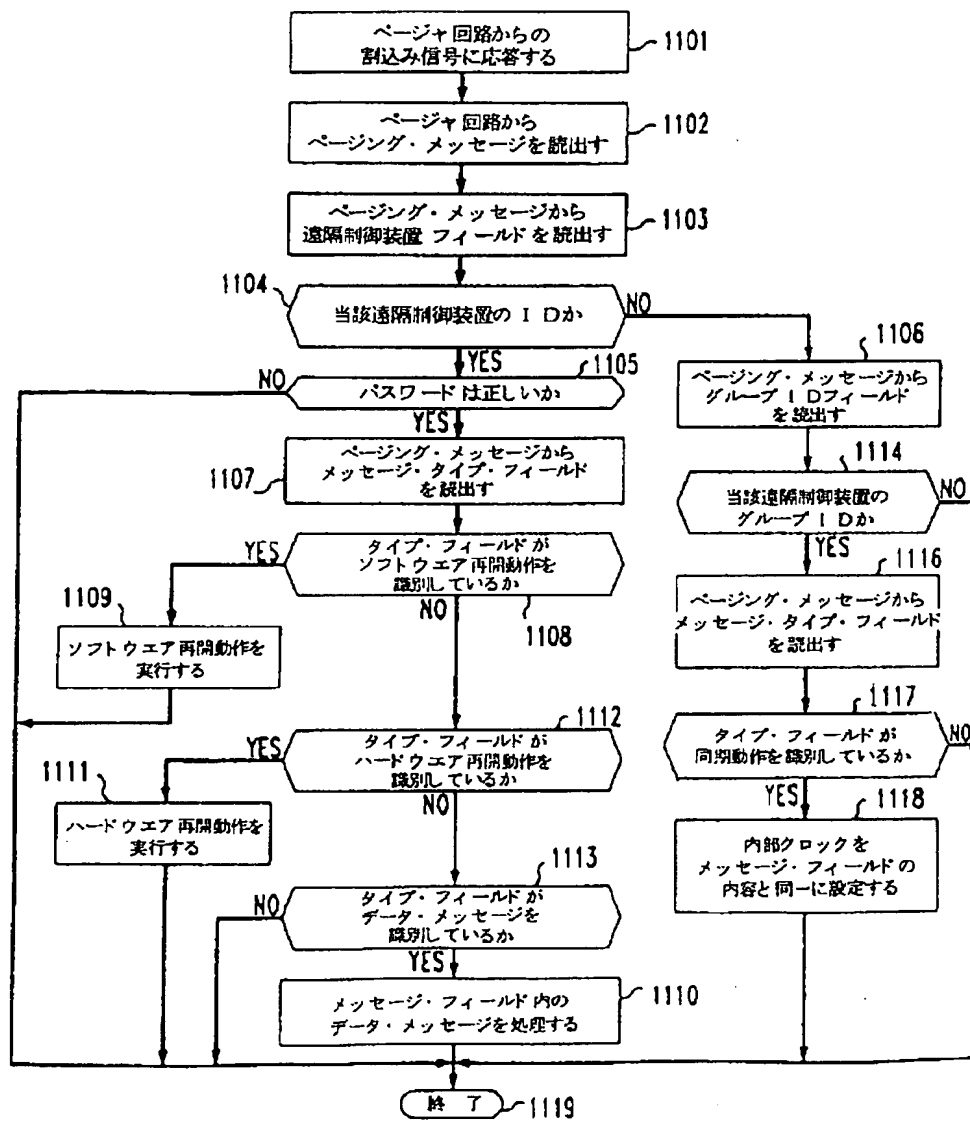 ページャ回路からの
割込み信号に応答する
1101
ページャ回路から
ページング・メッセージを読出す
1102
ページング・メッセージから
遠隔制御装置フィールドを読出す
1103
1104
当該遠隔制御装置のIDか
NO
YES
1105
NO
パスワードは正しいか
YES
1106
ページング・メッセージから
グループIDフィールド
を読出す
1107
ページング・メッセージから
メッセージ・タイプ・フィールド
を読出す
1114
当該遠隔制御装置の
グループIDか
NO
YES
YES
タイプ・フィールドが
ソフトウエア再開動作を
識別しているか
NO
1108
1116
ページング・メッセージから
メッセージ・タイプ・フィールド
を読出す
1109
ソフトウエア再開動作を
実行する
1112
YES
タイプ・フィールドが
ハードウエア再開動作を
識別しているか
NO
1117
タイプ・フィールドが
同期動作を識別しているか
NO
YES
1111
ハードウエア再開動作を
実行する
1118
内部クロックを
メッセージ・フィールドの
内容と同一に設定する
1113
NO
タイプ・フィールドが
データ・メッセージを
識別しているか
YES
1110
メッセージ・フィールド内の
データ・メッセージを処理する
終了
1119